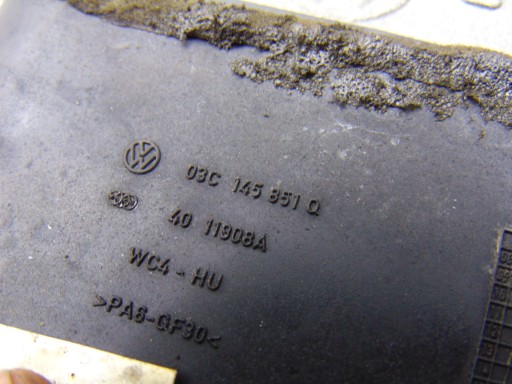 03C 145 851 Q
40 11908A
WC4 - HU
>PA6-GF30<